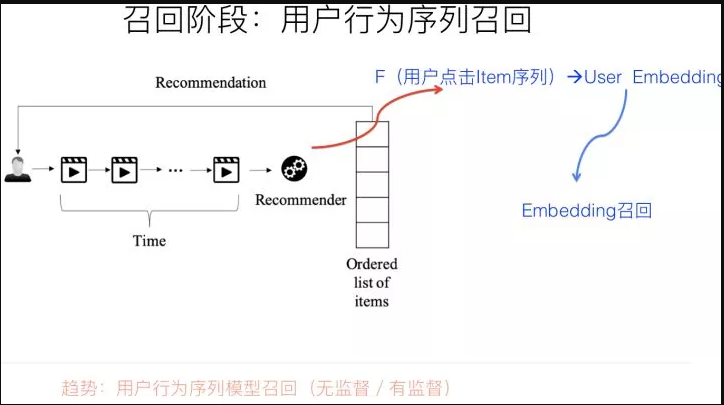 召回阶段：用户行为序列召回
F（用户点击Item序列）→User Embedding
Recommendation
...
Recommender
Embedding召回
Time
Ordered
list of
items
趋势：用户行为序列模型召回（无监督 / 有监督）